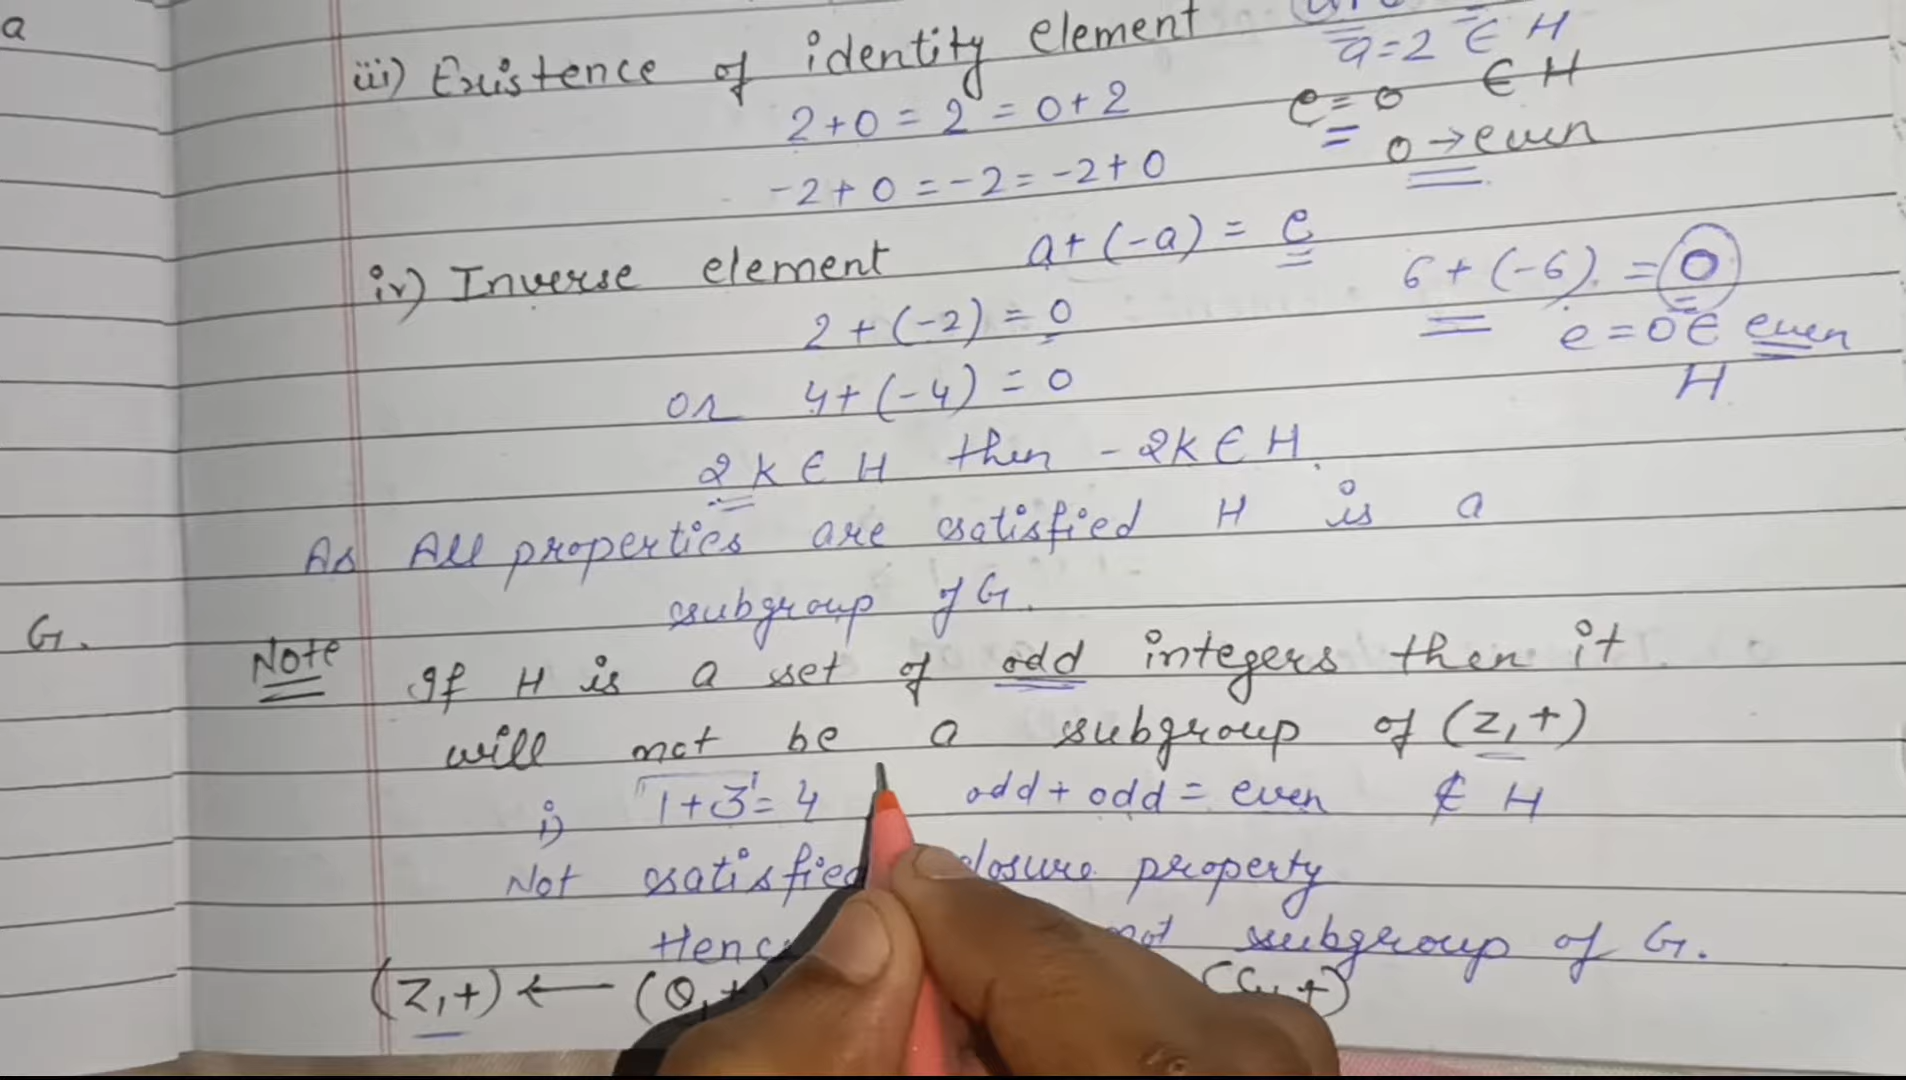 a
iii) Existence of identity element
a=2 ∈ H
2+0 = 2 = 0+2
e=0 ∈ H
-2+0 = -2 = -2+0
0→even
iv) Inverse element a+(-a) = e
6+(-6) = 0
2+(-2) = 0
e=0∈ even
or 4+(-4) = 0
H
2k ∈ H then -2k ∈ H.
As All properties are satisfied H is a
subgroup of G.
G.
Note If H is a set of odd integers then it
will not be a subgroup of (Z,+)
i) 1+3=4 odd+odd = even ∉ H
Not satisfied property
not subgroup of G.
(Z,+) ←